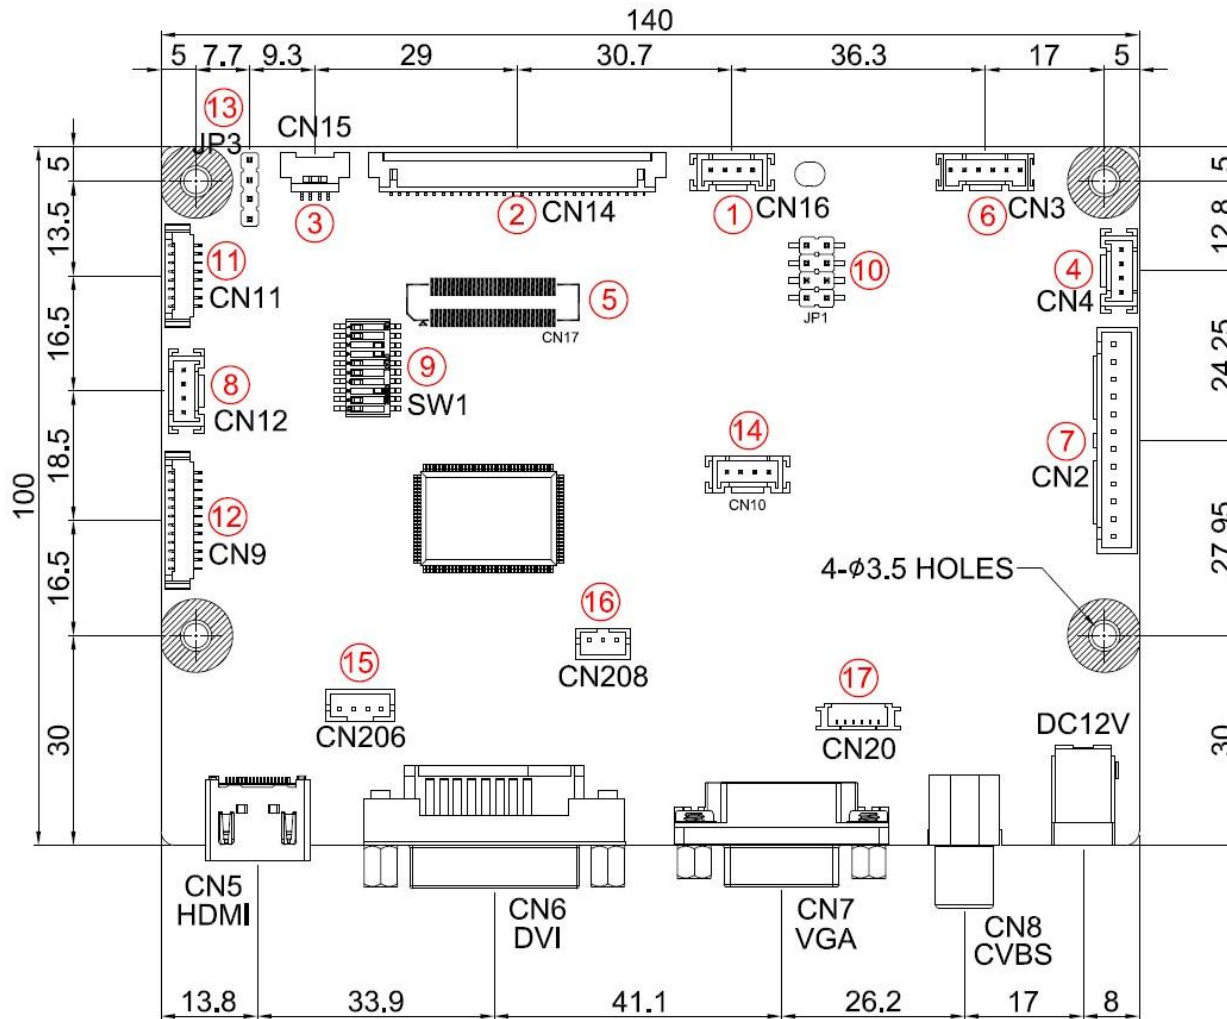 140
5 7.7 9.3 29 30.7 36.3 17 5
13
JP3 CN15
5 5
3 2 CN14 1 CN16 6 CN3
13.5 12.8
11 10 4
CN11 5 CN4
JP1
CN17
16.5 24.25
8 9
CN12 SW1
14 7
18.5 CN2
100
12 CN10
CN9
27.95
4-ø3.5 HOLES
16.5
16
CN208
15 17
CN206 CN20 DC12V
30 30
CN5
HDMI
CN6
DVI
CN7
VGA
CN8
CVBS
13.8 33.9 41.1 26.2 17 8